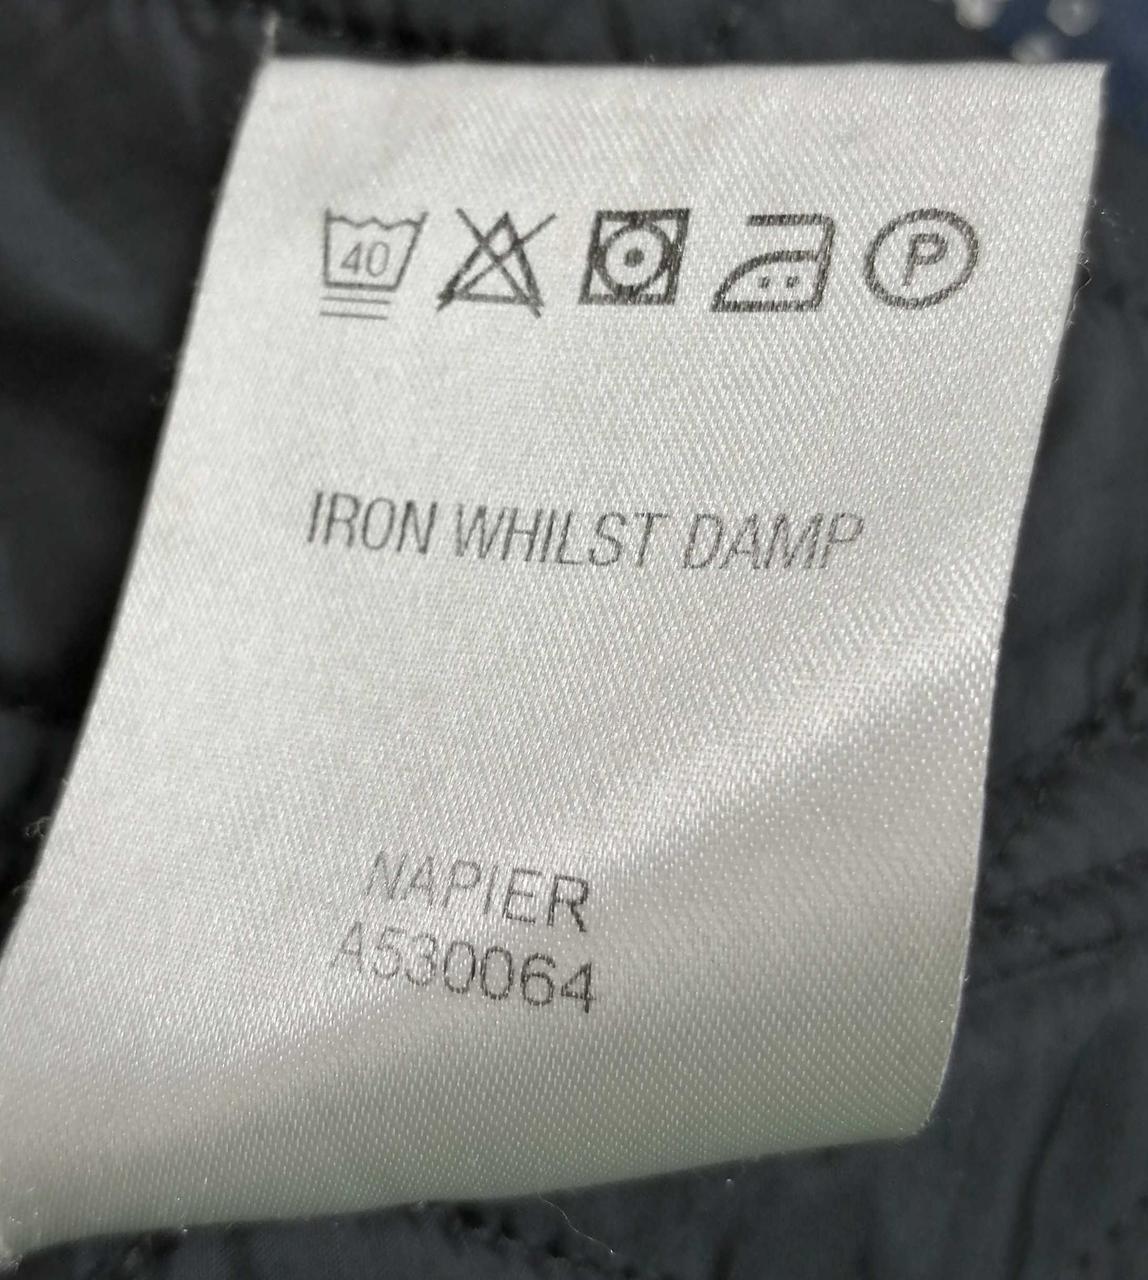 40 P
IRON WHILST DAMP
NAPIER
A530064